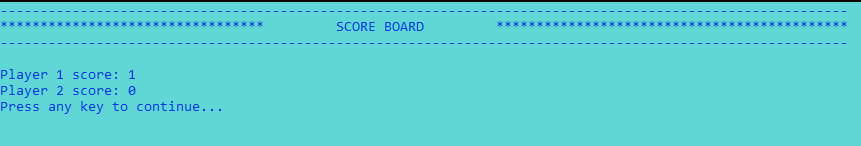 ----------------------------------------------------------------------------------------------------------
*********************************         SCORE BOARD         ********************************************
----------------------------------------------------------------------------------------------------------
Player 1 score: 1
Player 2 score: 0
Press any key to continue...